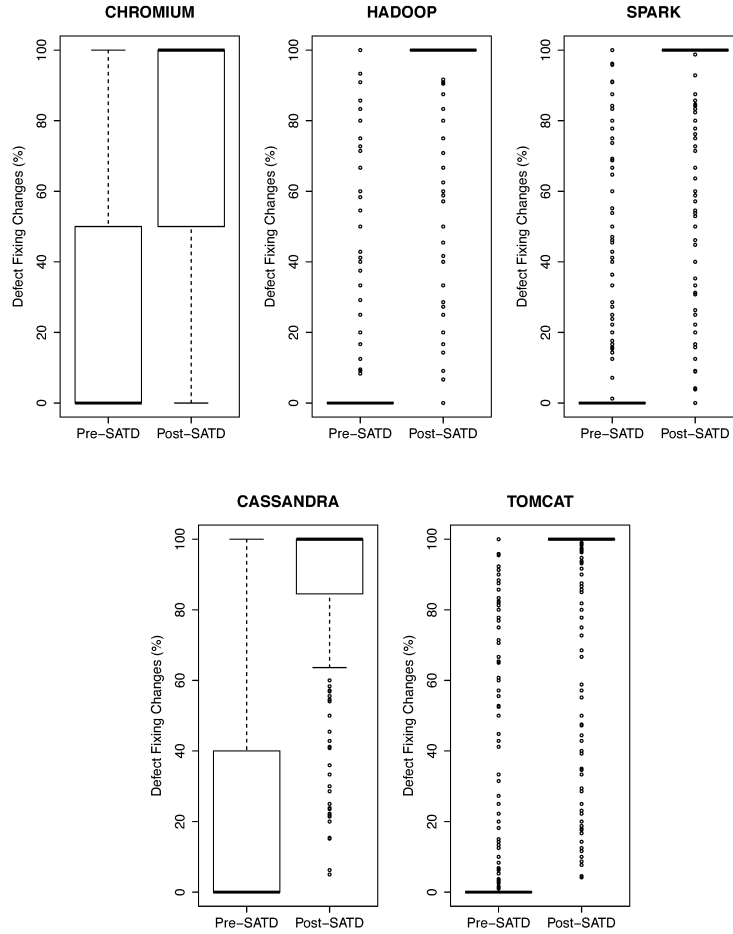 CHROMIUM
Defect Fixing Changes (%)
100
80
60
40
20
0
Pre−SATD Post−SATD
HADOOP
Defect Fixing Changes (%)
100
80
60
40
20
0
Pre−SATD Post−SATD
SPARK
Defect Fixing Changes (%)
100
80
60
40
20
0
Pre−SATD Post−SATD
CASSANDRA
Defect Fixing Changes (%)
100
80
60
40
20
0
Pre−SATD Post−SATD
TOMCAT
Defect Fixing Changes (%)
100
80
60
40
20
0
Pre−SATD Post−SATD